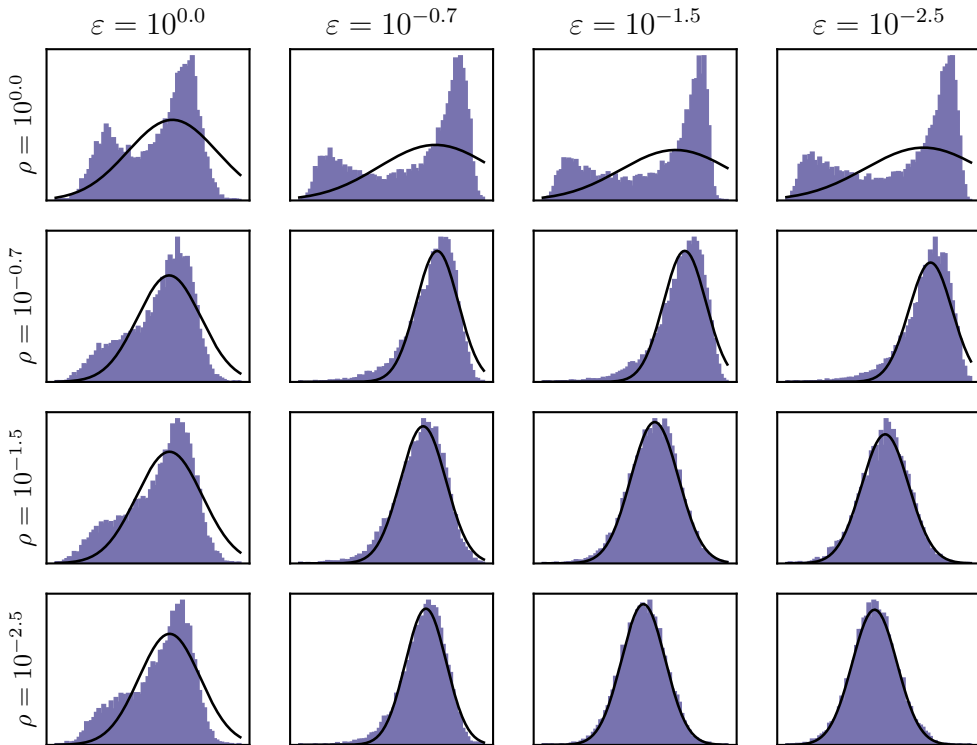 ε = 10^{0.0}
ε = 10^{-0.7}
ε = 10^{-1.5}
ε = 10^{-2.5}
ρ = 10^{0.0}
ρ = 10^{-0.7}
ρ = 10^{-1.5}
ρ = 10^{-2.5}